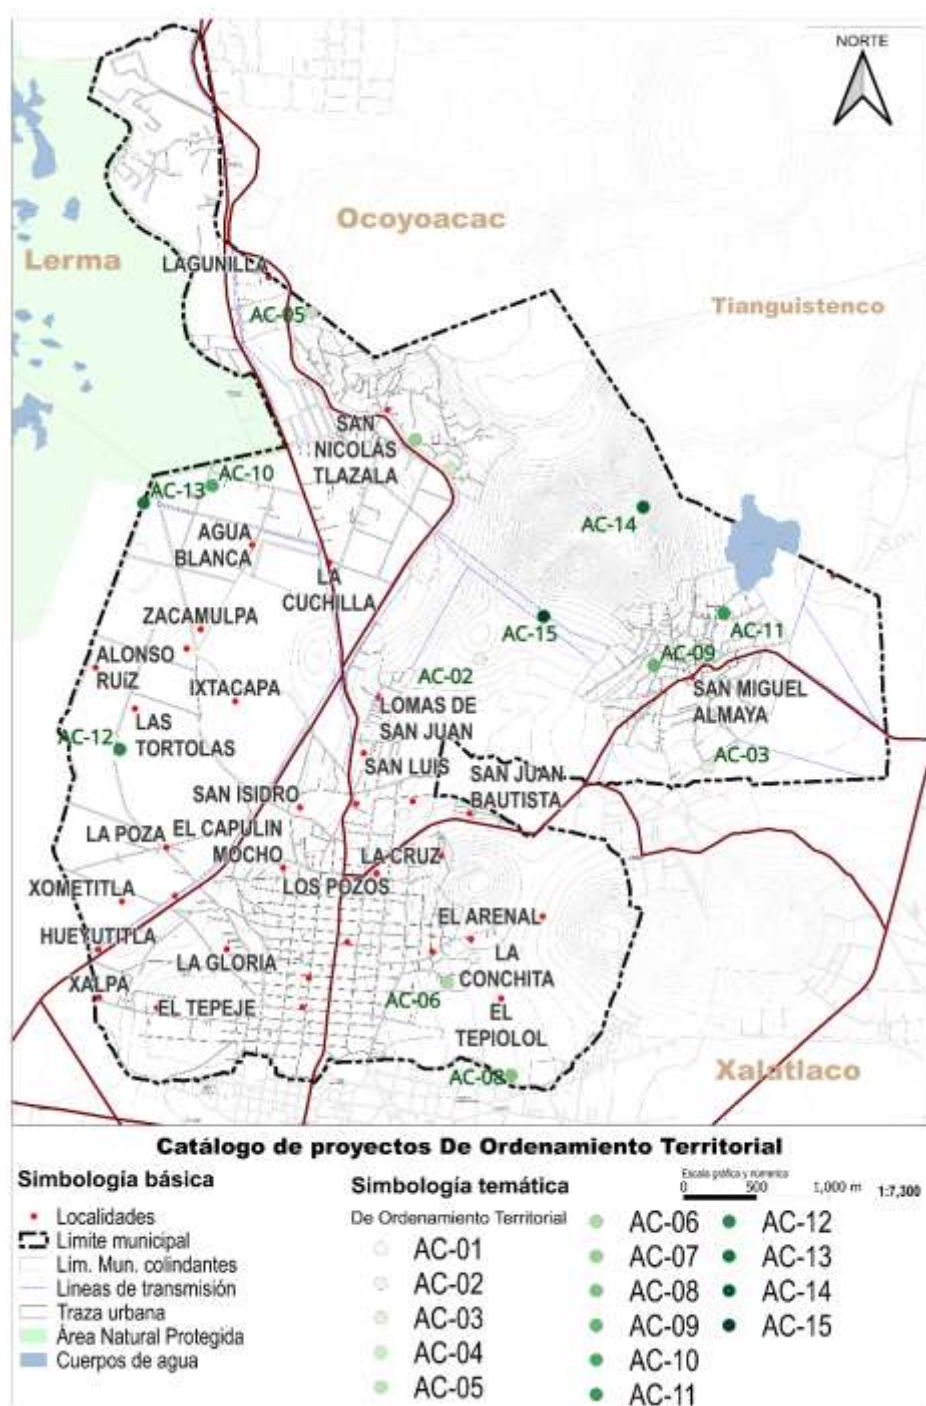 NORTE
Ocoyoacac
Lerma
LAGUNILLA
Tianguistenco
AC-05
SAN
NICOLÁS
TLAZALA
AC-10
AC-13
AC-14
AGUA
BLANCA
LA
CUCHILLA
ZACAMULPA
AC-15
AC-11
AC-09
ALONSO
RUÍZ
AC-02
IXTACAPA
SAN MIGUEL
ALMAYA
LOMAS DE
SAN JUAN
LAS
TORTOLAS
AC-12
AC-03
SAN LUIS
SAN JUAN
BAUTISTA
SAN ISIDRO
LA POZA
EL CAPULIN
MOCHO
LA CRUZ
LOS POZOS
XOMETITLA
EL ARENAL
HUEYUTITLA
LA GLORIA
LA
CONCHITA
XALPA
AC-06
EL TEPEJE
EL
TEPIOLOL
AC-08
Xalatlaco
Catálogo de proyectos De Ordenamiento Territorial
Simbología básica
Localidades
Limite municipal
Lim. Mun. colindantes
Lineas de transmisión
Traza urbana
Área Natural Protegida
Cuerpos de agua
Simbología temática
De Ordenamiento Territorial
AC-01
AC-02
AC-03
AC-04
AC-05
AC-06
AC-07
AC-08
AC-09
AC-10
AC-11
AC-12
AC-13
AC-14
AC-15
Escala gráfica y númerica
0 500 1,000 m 1:7,300